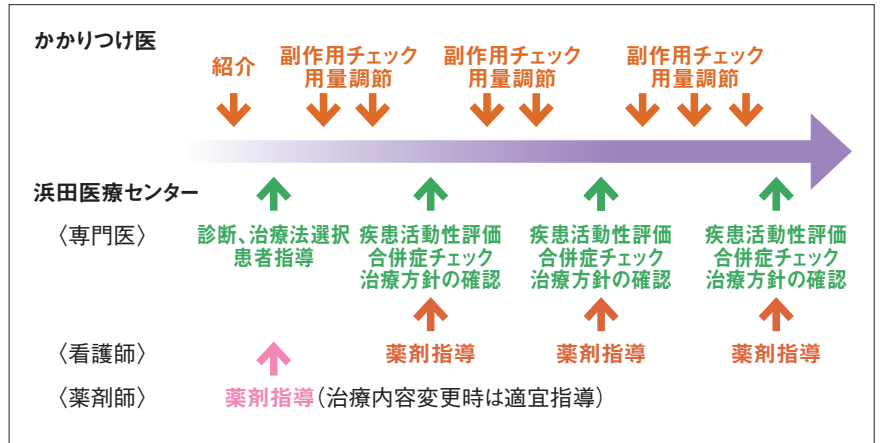 かかりつけ医
紹介
副作用チェック
用量調節
副作用チェック
用量調節
副作用チェック
用量調節
浜田医療センター
〈専門医〉
診断、治療法選択
患者指導
疾患活動性評価
合併症チェック
治療方針の確認
疾患活動性評価
合併症チェック
治療方針の確認
疾患活動性評価
合併症チェック
治療方針の確認
〈看護師〉
薬剤指導
薬剤指導
薬剤指導
〈薬剤師〉
薬剤指導(治療内容変更時は適宜指導)